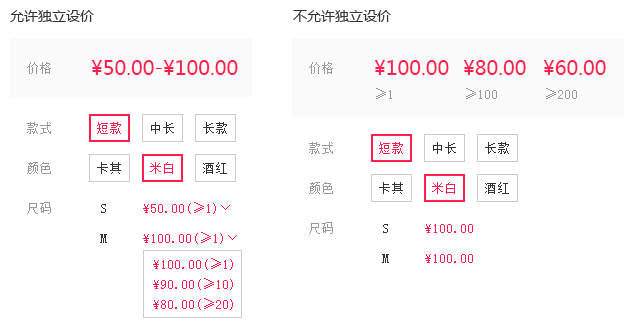 允许独立设价
价格 ¥50.00-¥100.00
款式 短款 中长 长款
颜色 卡其 米白 酒红
尺码 S ¥50.00(≥1)
M ¥100.00(≥1)
¥100.00(≥1)
¥90.00(≥10)
¥80.00(≥20)
不允许独立设价
价格 ¥100.00 ¥80.00 ¥60.00
≥1 ≥100 ≥200
款式 短款 中长 长款
颜色 卡其 米白 酒红
尺码 S ¥100.00
M ¥100.00